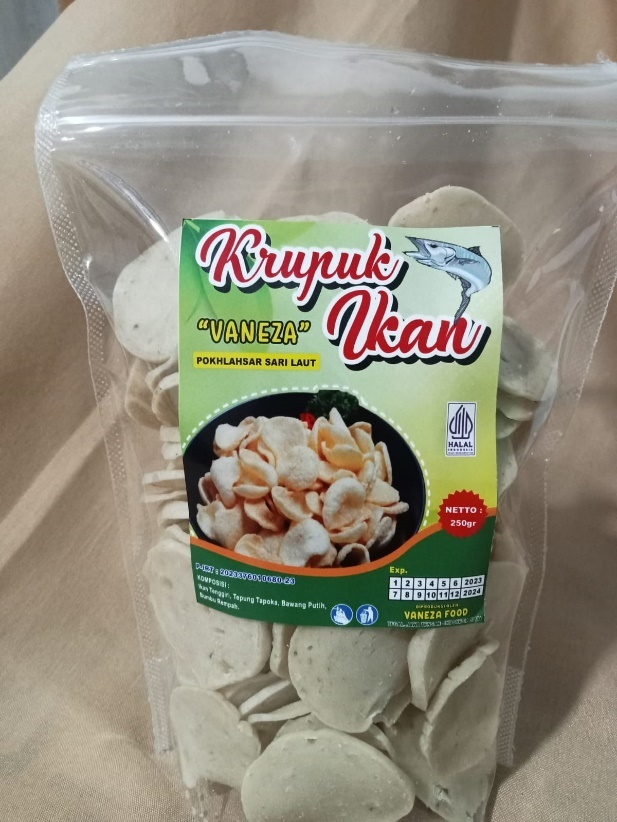 Krupuk
Ikan
"VANEZA"
POKHLAHSAR SARI LAUT
HALAL
INDONESIA
NETTO :
250gr
P-IRT : 2023376010680-23
KOMPOSISI :
Ikan Tenggiri, Tepung Tapoka, Bawang Putih,
Bumbu Rempah.
Exp.
1 2 3 4 5 6 2023
7 8 9 10 11 12 2024
DIPRODUKSI OLEH
VANEZA FOOD